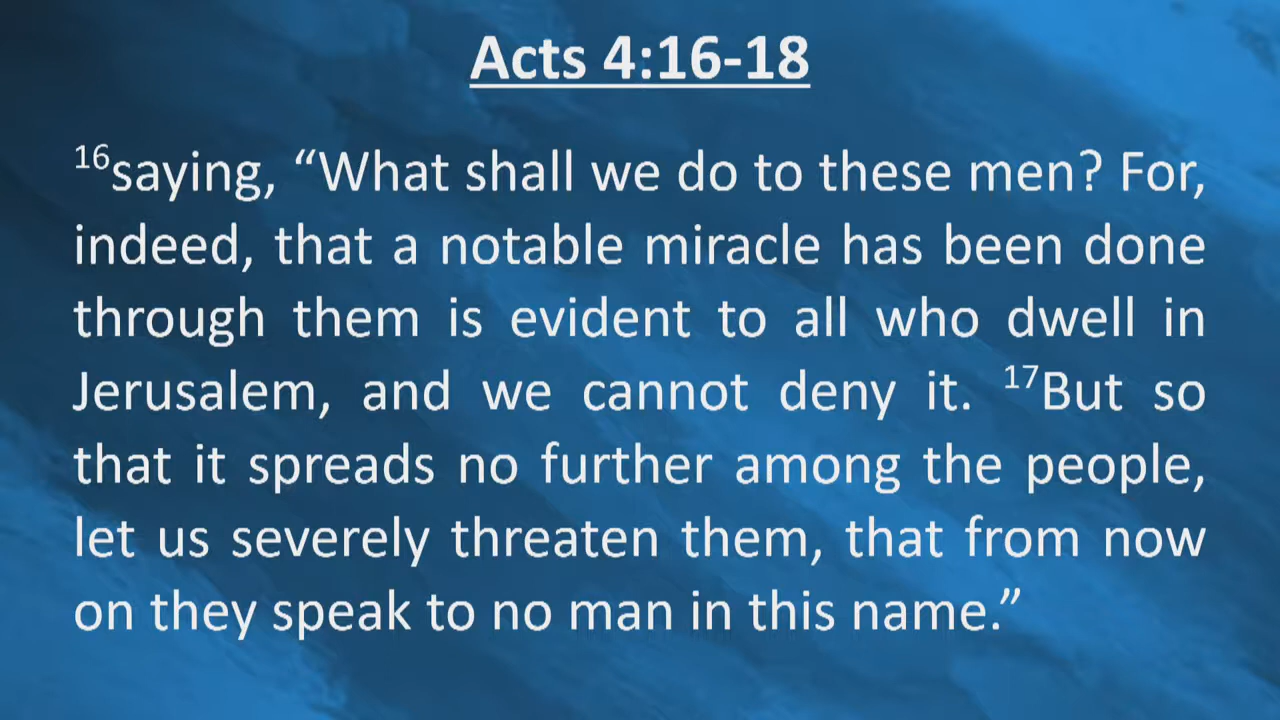 Acts 4:16-18
16saying, “What shall we do to these men? For,
indeed, that a notable miracle has been done
through them is evident to all who dwell in
Jerusalem, and we cannot deny it. 17But so
that it spreads no further among the people,
let us severely threaten them, that from now
on they speak to no man in this name.”